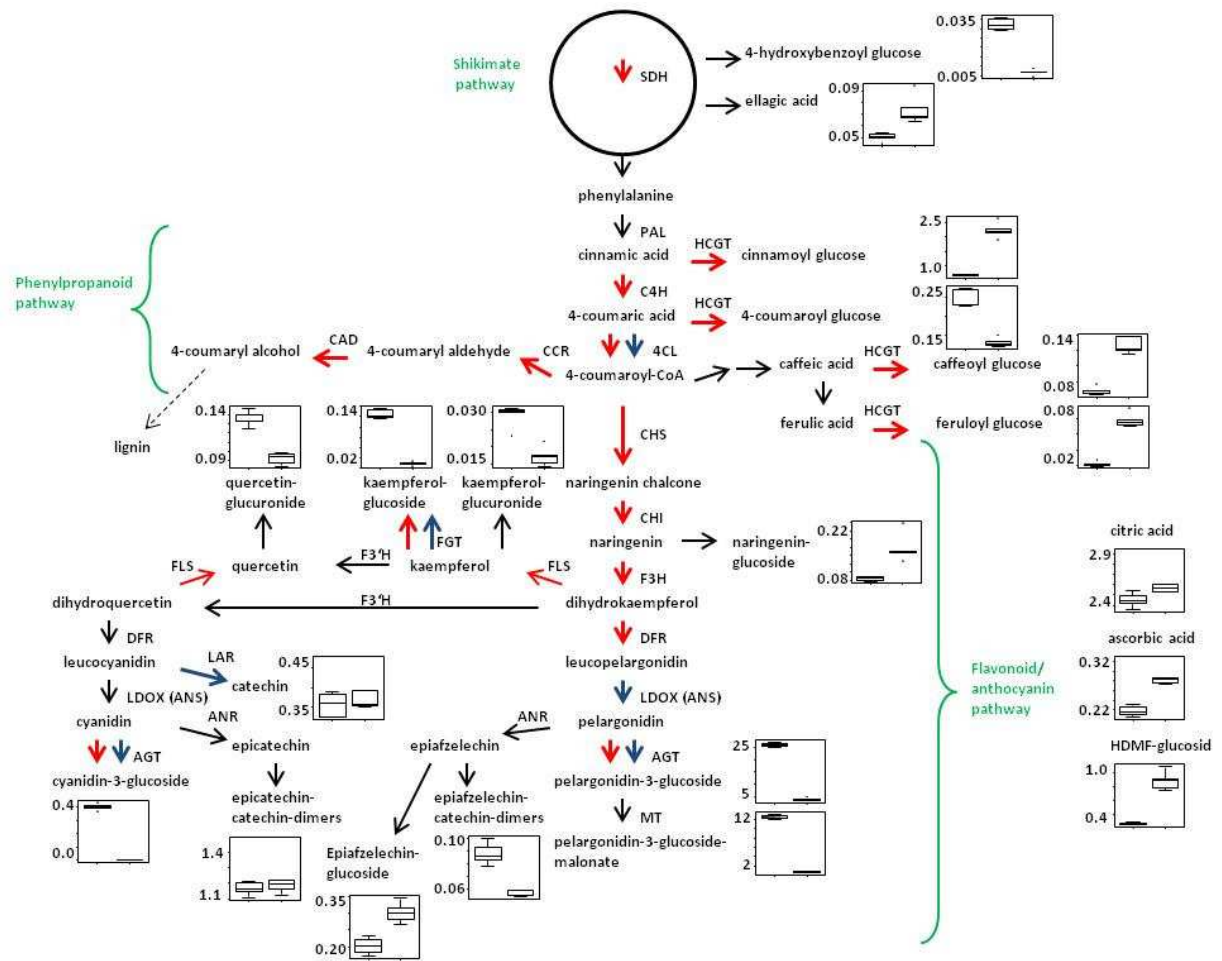 0.035
4-hydroxybenzoyl glucose
Shikimate
pathway
SDH
0.005
0.09
ellagic acid
0.05
phenylalanine
PAL
cinnamic acid
HCGT
cinnamoyl glucose
2.5
1.0
Phenylpropanoid
pathway
C4H
4-coumaric acid
HCGT
4-coumaroyl glucose
0.25
0.15
4-coumaryl alcohol
CAD
4-coumaryl aldehyde
CCR
4CL
4-coumaroyl-CoA
caffeic acid
HCGT
caffeoyl glucose
0.14
0.08
ferulic acid
HCGT
feruloyl glucose
0.08
0.02
lignin
0.14
0.09
0.14
0.02
0.030
0.015
CHS
quercetin-
glucuronide
kaempferol-
glucoside
kaempferol-
glucuronide
naringenin chalcone
CHI
naringenin
naringenin-
glucoside
0.22
0.08
FGT
F3‘H
FLS
quercetin
kaempferol
FLS
F3H
citric acid
2.9
2.4
dihydroquercetin
F3‘H
dihydrokaempferol
DFR
DFR
leucocyanidin
LAR
catechin
0.45
0.35
leucopelargonidin
ascorbic acid
0.32
0.22
Flavonoid/
anthocyanin
pathway
LDOX (ANS)
LDOX (ANS)
cyanidin
ANR
epicatechin
epiafzelechin
ANR
pelargonidin
AGT
AGT
cyanidin-3-glucoside
pelargonidin-3-glucoside
25
5
HDMF-glucosid
1.0
0.4
0.4
0.0
epicatechin-
catechin-dimers
epiafzelechin-
catechin-dimers
MT
pelargonidin-3-glucoside-
malonate
12
2
1.4
1.1
Epiafzelechin-
glucoside
0.10
0.06
0.35
0.20